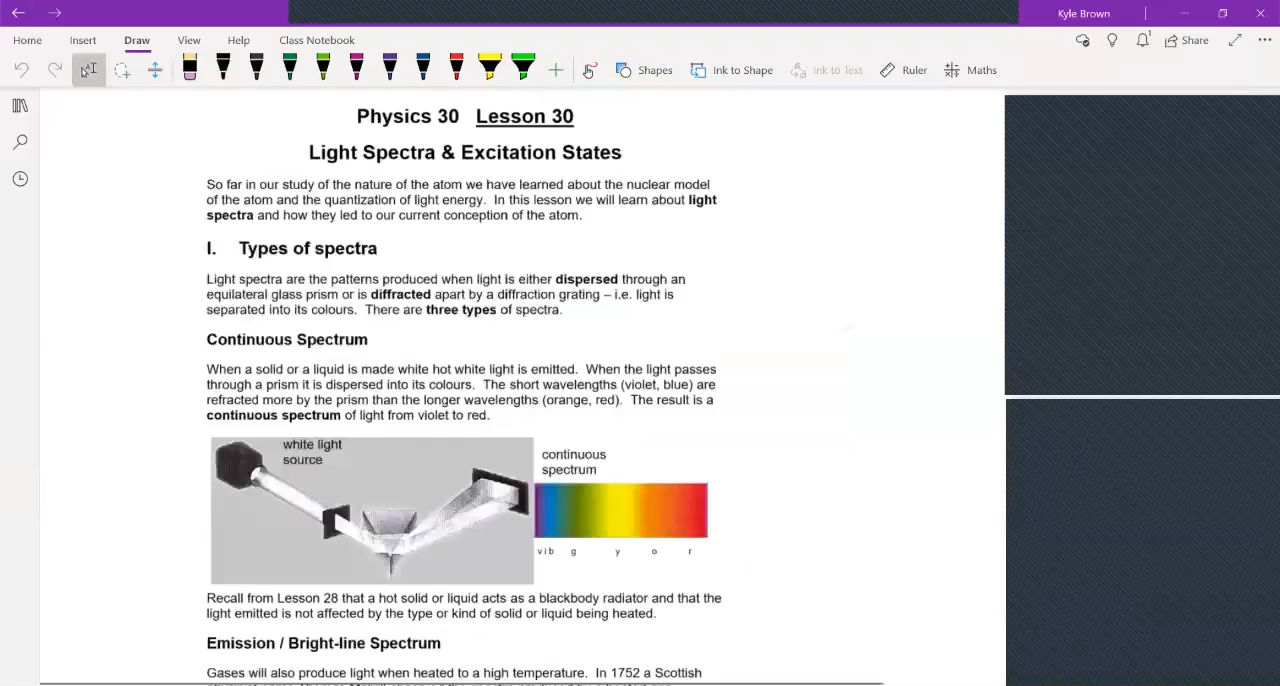 Kyle Brown
Home Insert Draw View Help Class Notebook
1 Share
Shapes Ink to Shape Ink to Text Ruler Maths
Physics 30 Lesson 30
Light Spectra & Excitation States
So far in our study of the nature of the atom we have learned about the nuclear model
of the atom and the quantization of light energy. In this lesson we will learn about light
spectra and how they led to our current conception of the atom.
I. Types of spectra
Light spectra are the patterns produced when light is either dispersed through an
equilateral glass prism or is diffracted apart by a diffraction grating – i.e. light is
separated into its colours. There are three types of spectra.
Continuous Spectrum
When a solid or a liquid is made white hot white light is emitted. When the light passes
through a prism it is dispersed into its colours. The short wavelengths (violet, blue) are
refracted more by the prism than the longer wavelengths (orange, red). The result is a
continuous spectrum of light from violet to red.
white light
source
continuous
spectrum
v i b g y o r
Recall from Lesson 28 that a hot solid or liquid acts as a blackbody radiator and that the
light emitted is not affected by the type or kind of solid or liquid being heated.
Emission / Bright-line Spectrum
Gases will also produce light when heated to a high temperature. In 1752 a Scottish